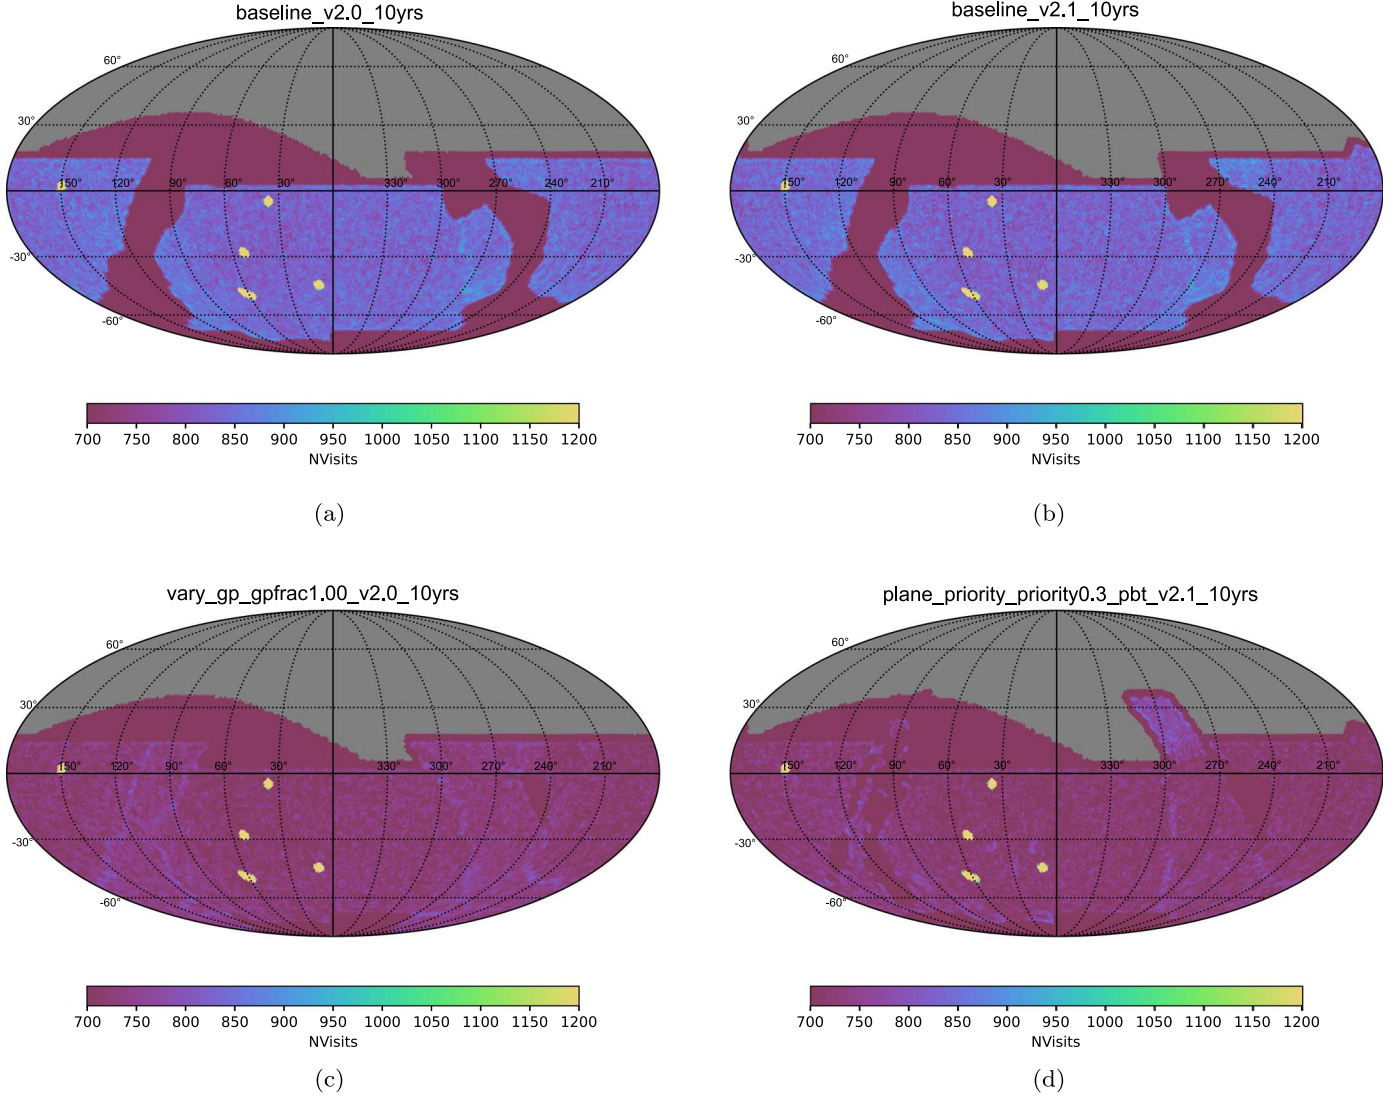 baseline_v2.0_10yrs
60°
30°
150° 120° 90° 60° 30° 330° 300° 270° 240° 210°
-30°
-60°
700 750 800 850 900 950 1000 1050 1100 1150 1200
NVisits
(a)
baseline_v2.1_10yrs
60°
30°
150° 120° 90° 60° 30° 330° 300° 270° 240° 210°
-30°
-60°
700 750 800 850 900 950 1000 1050 1100 1150 1200
NVisits
(b)
vary_gp_gpfrac1.00_v2.0_10yrs
60°
30°
150° 120° 90° 60° 30° 330° 300° 270° 240° 210°
-30°
-60°
700 750 800 850 900 950 1000 1050 1100 1150 1200
NVisits
(c)
plane_priority_priority0.3_pbt_v2.1_10yrs
60°
30°
150° 120° 90° 60° 30° 330° 300° 270° 240° 210°
-30°
-60°
700 750 800 850 900 950 1000 1050 1100 1150 1200
NVisits
(d)